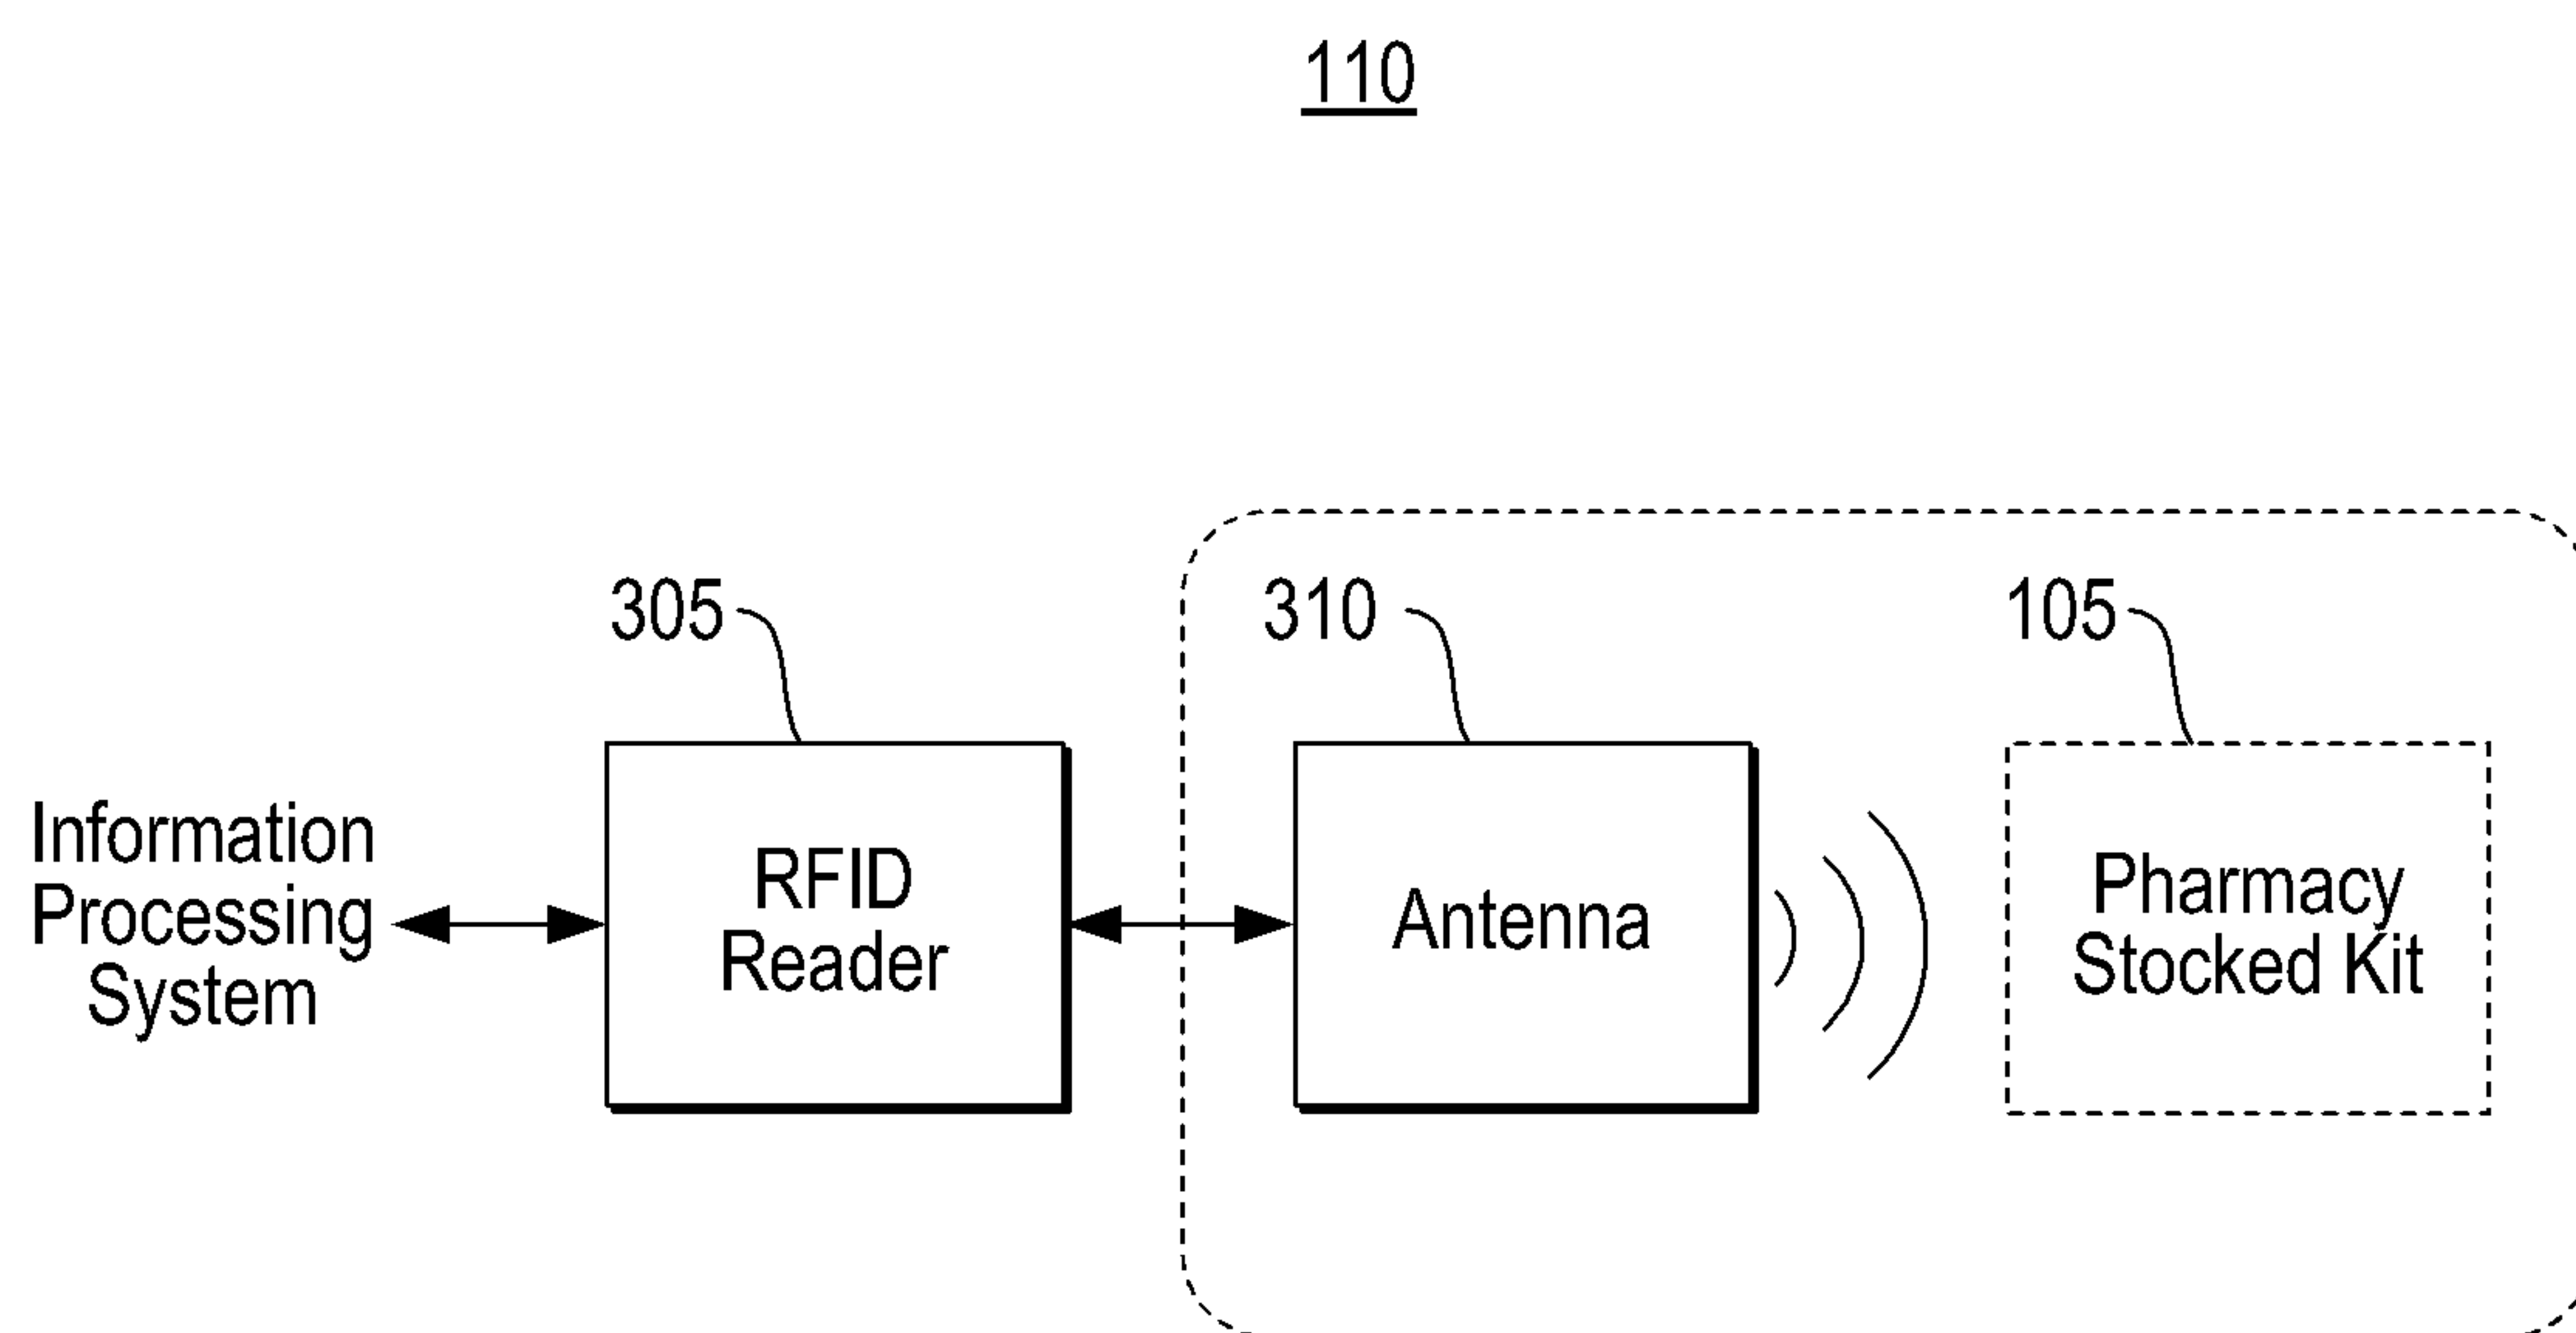 110
305
310
105
Information
Processing
System
RFID
Reader
Antenna
Pharmacy
Stocked Kit